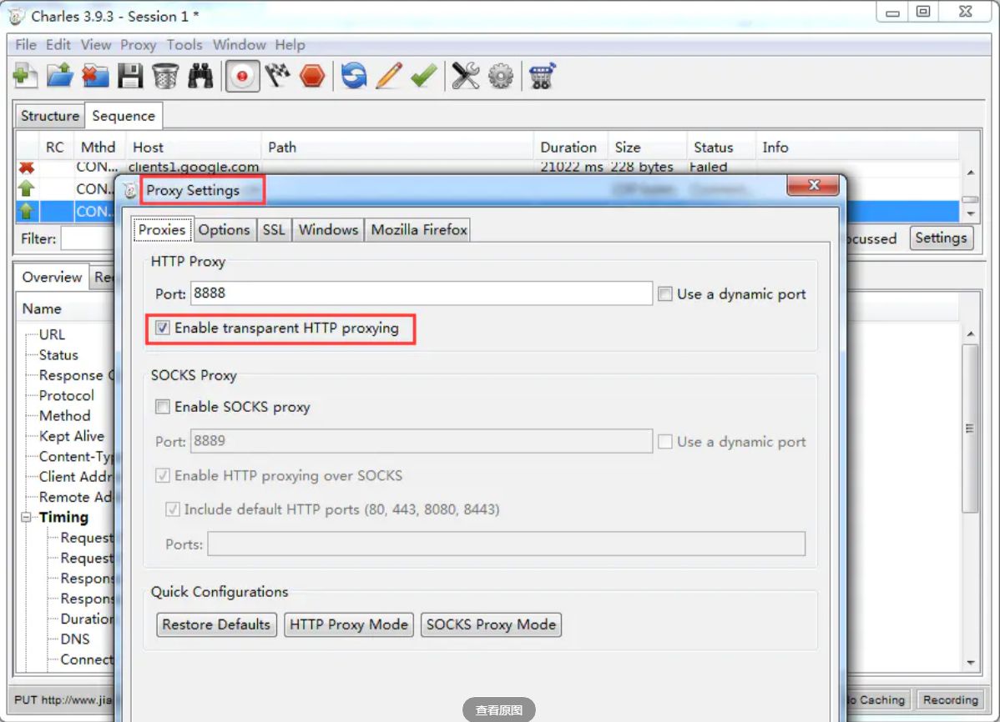 Charles 3.9.3 - Session 1 *
File Edit View Proxy Tools Window Help
Structure Sequence
RC Mthd Host Path Duration Size Status Info
CON... clients1.google.com 21022 ms 228 bytes Failed
CON..
CON..
Proxy Settings
Filter: Settings
Proxies Options SSL Windows Mozilla Firefox
HTTP Proxy
Port: 8888 Use a dynamic port
Enable transparent HTTP proxying
SOCKS Proxy
Enable SOCKS proxy
Port: 8889 Use a dynamic port
Enable HTTP proxying over SOCKS
Include default HTTP ports (80, 443, 8080, 8443)
Ports:
Quick Configurations
Restore Defaults HTTP Proxy Mode SOCKS Proxy Mode
Overview
Name
URL
Status
Response
Protocol
Method
Kept Alive
Content-Typ
Client Addr
Remote Ad
Timing
Request
Request
Respons
Respons
Duration
DNS
Connect
PUT http://www.jia
Caching Recording
查看原图